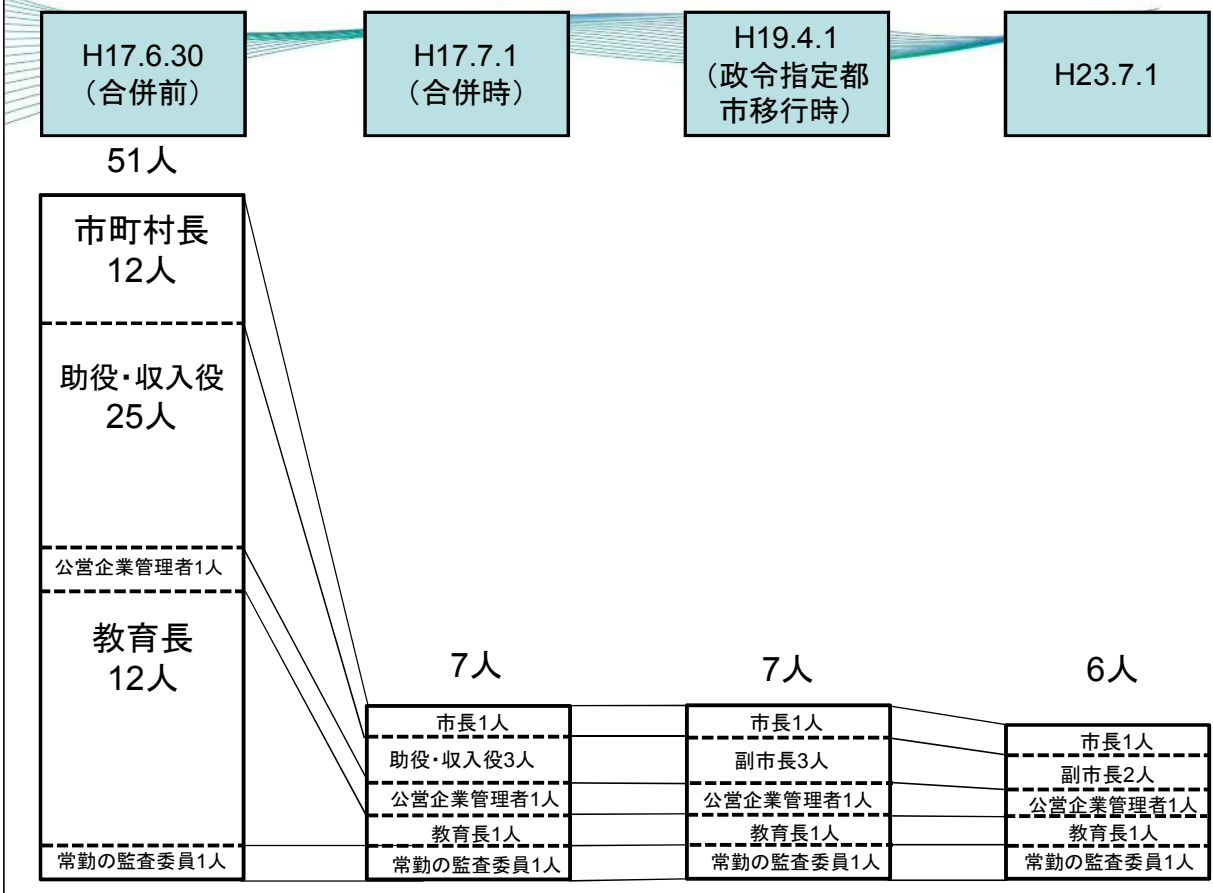 H17.6.30
（合併前）
H17.7.1
（合併時）
H19.4.1
（政令指定都
市移行時）
H23.7.1
51人
市町村長
12人
助役・収入役
25人
公営企業管理者1人
教育長
12人
常勤の監査委員1人
7人
市長1人
助役・収入役3人
公営企業管理者1人
教育長1人
常勤の監査委員1人
7人
市長1人
副市長3人
公営企業管理者1人
教育長1人
常勤の監査委員1人
6人
市長1人
副市長2人
公営企業管理者1人
教育長1人
常勤の監査委員1人